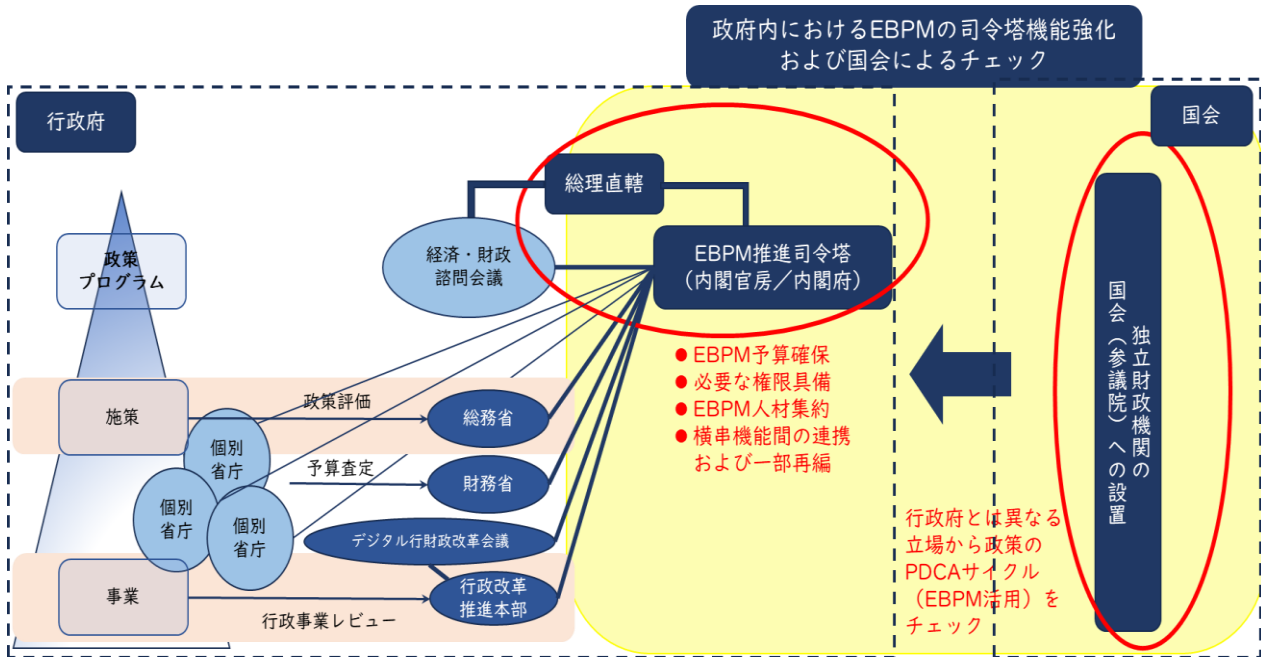 政府内におけるEBPMの司令塔機能強化
および国会によるチェック
行政府
国会
総理直轄
経済・財政
諮問会議
EBPM推進司令塔
（内閣官房／内閣府）
政策
プログラム
● EBPM予算確保
● 必要な権限具備
● EBPM人材集約
● 横串機能間の連携
および一部再編
独立財政機関の
国会（参議院）への設置
施策
政策評価
総務省
個別
省庁
個別
省庁
個別
省庁
予算査定
財務省
デジタル行財政改革会議
事業
行政事業レビュー
行政改革
推進本部
行政府とは異なる
立場から政策の
PDCAサイクル
（EBPM活用）を
チェック